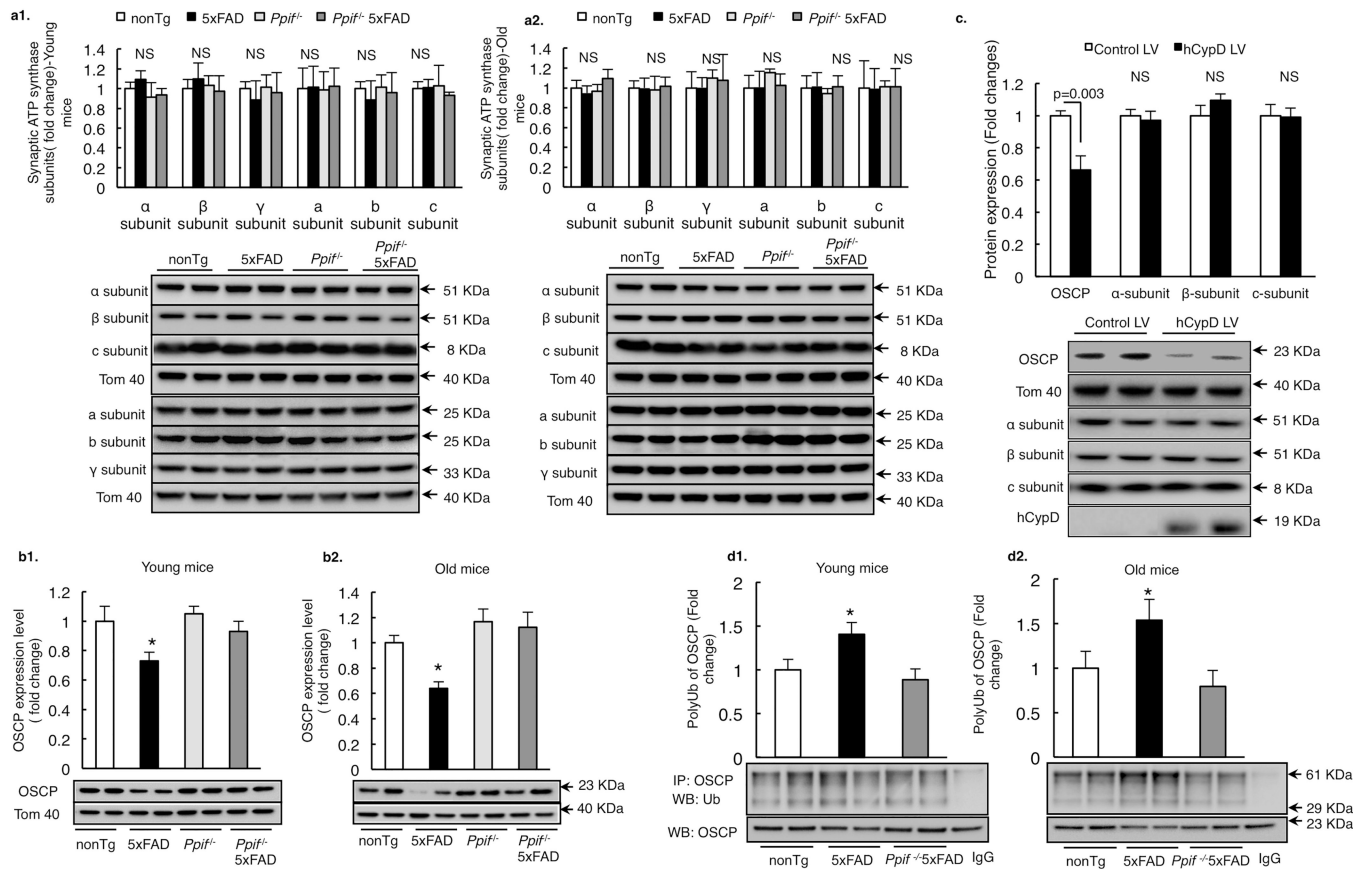 a1.
nonTg 5xFAD Ppif-/- Ppif-/- 5xFAD
Synaptic ATP synthase
subunits( fold change)-Young
mice
1.4
1.2
1
0.8
0.6
0.4
0.2
0
NS NS NS NS NS NS
α β γ a b c
subunit subunit subunit subunit subunit subunit
nonTg 5xFAD Ppif-/- Ppif-/-
5xFAD
α subunit 51 KDa
β subunit 51 KDa
c subunit 8 KDa
Tom 40 40 KDa
a subunit 25 KDa
b subunit 25 KDa
γ subunit 33 KDa
Tom 40 40 KDa
a2.
nonTg 5xFAD Ppif-/- Ppif-/- 5xFAD
Synaptic ATP synthase
subunits( fold change)-Old
mice
1.4
1.2
1
0.8
0.6
0.4
0.2
0
NS NS NS NS NS NS
α β γ a b c
subunit subunit subunit subunit subunit subunit
nonTg 5xFAD Ppif-/- Ppif-/-
5xFAD
α subunit 51 KDa
β subunit 51 KDa
c subunit 8 KDa
Tom 40 40 KDa
a subunit 25 KDa
b subunit 25 KDa
γ subunit 33 KDa
Tom 40 40 KDa
c.
Control LV hCypD LV
Protein expression (Fold changes)
1.2
1.0
0.8
0.6
0.4
0.2
0
p=0.003 NS NS NS
OSCP α-subunit β-subunit c-subunit
Control LV hCypD LV
OSCP 23 KDa
Tom 40 40 KDa
α subunit 51 KDa
β subunit 51 KDa
c subunit 8 KDa
hCypD 19 KDa
b1.
Young mice
OSCP expression level
( fold change)
1.2
1
0.8
0.6
0.4
0.2
0
*
OSCP
Tom 40
nonTg 5xFAD Ppif-/- Ppif-/-
5xFAD
b2.
Old mice
OSCP expression level
( fold change)
1.4
1.2
1
0.8
0.6
0.4
0.2
0
*
23 KDa
40 KDa
nonTg 5xFAD Ppif-/- Ppif-/-
5xFAD
d1.
Young mice
PolyUb of OSCP (Fold
change)
2
1.5
1
0.5
0
*
IP: OSCP
WB: Ub
WB: OSCP
nonTg 5xFAD Ppif -/-5xFAD IgG
d2.
Old mice
PolyUb of OSCP (Fold
change)
2
1.5
1
0.5
0
*
61 KDa
29 KDa
23 KDa
nonTg 5xFAD Ppif -/-5xFAD IgG